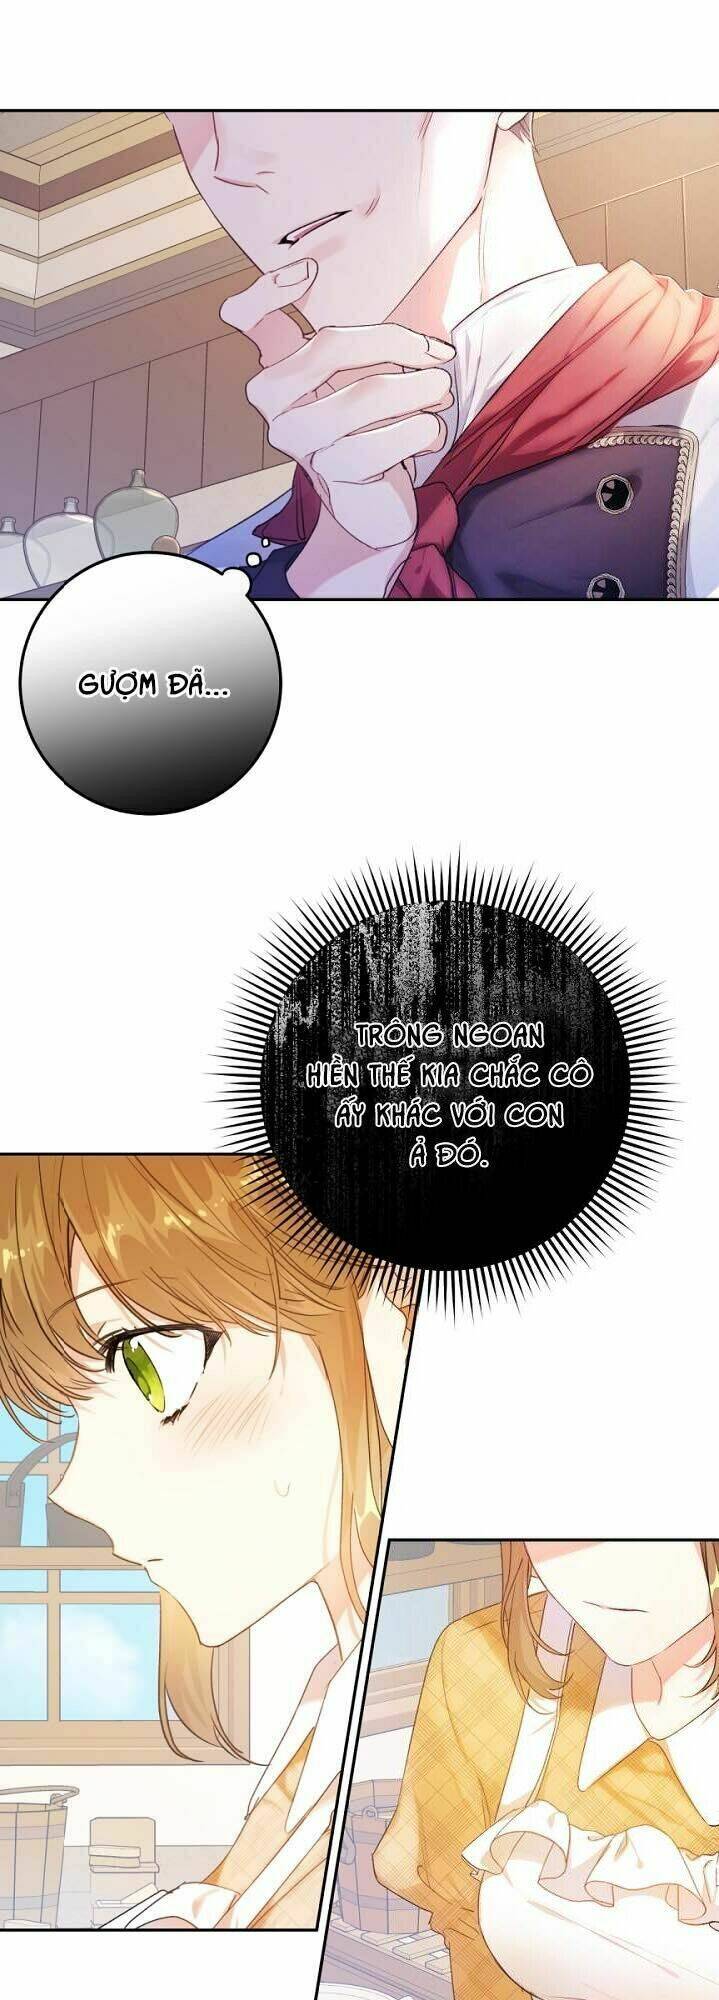 GƯỢM ĐÃ...
TRÔNG NGOAN
HIỀN THẾ KIA CHẮC CÔ
ẤY KHÁC VỚI CON
Ả ĐÓ.